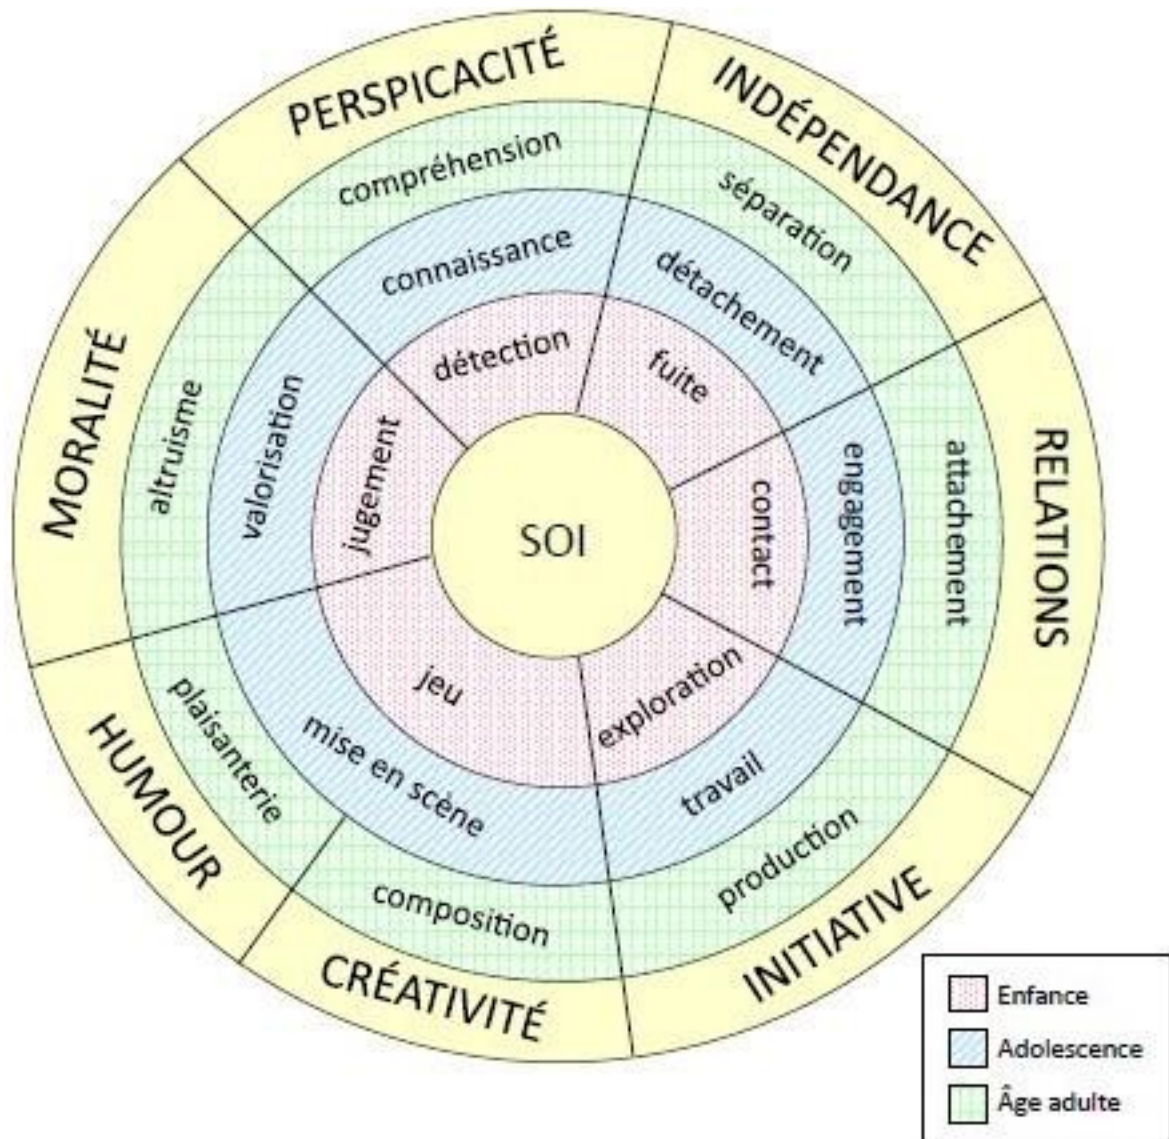 PERSPICACITÉ
compréhension
connaissance
détection
INDÉPENDANCE
séparation
détachement
fuite
RELATIONS
attachement
engagement
contact
INITIATIVE
production
travail
exploration
CRÉATIVITÉ
composition
mise en scène
jeu
HUMOUR
plaisanterie
MORALITÉ
altruisme
valorisation
jugement
SOI
Enfance
Adolescence
Âge adulte